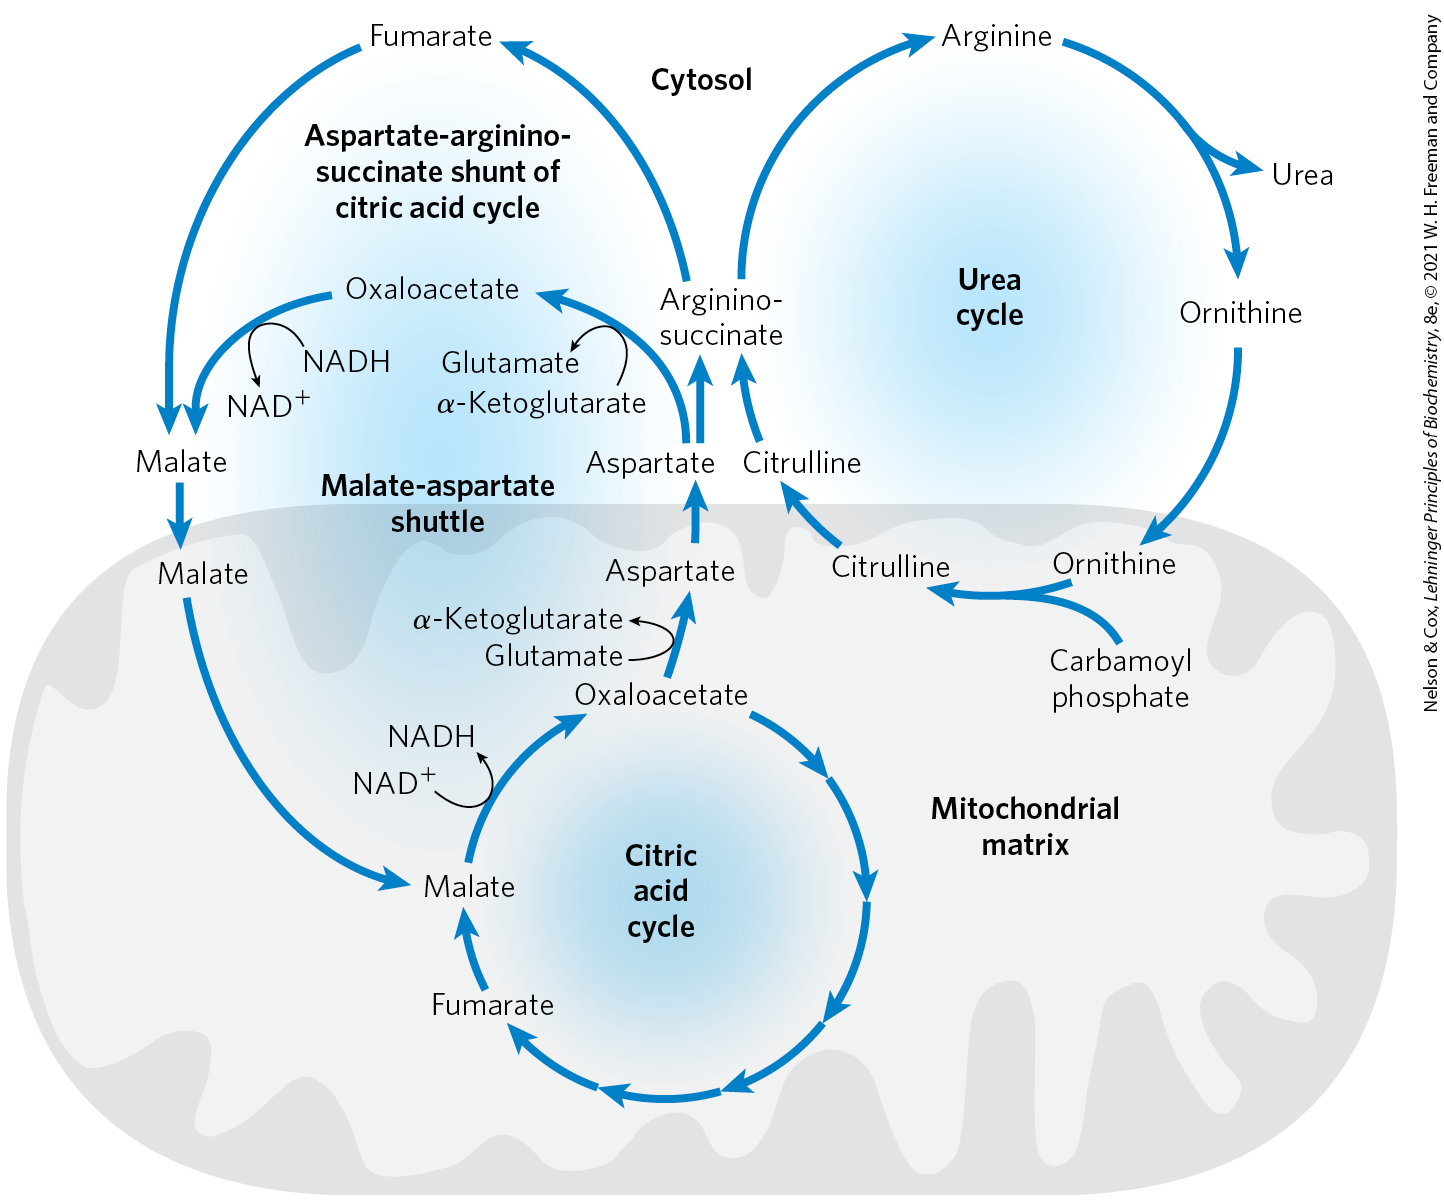 Fumarate
Cytosol
Arginine
Aspartate-arginino-
succinate shunt of
citric acid cycle
Urea
Oxaloacetate
Arginino-
succinate
Urea
cycle
Ornithine
NADH
NAD⁺
Glutamate
α-Ketoglutarate
Malate
Aspartate
Citrulline
Malate-aspartate
shuttle
Malate
Aspartate
Citrulline
Ornithine
α-Ketoglutarate
Glutamate
Carbamoyl
phosphate
Oxaloacetate
NADH
NAD⁺
Mitochondrial
matrix
Citric
acid
cycle
Malate
Fumarate
Nelson & Cox, Lehninger Principles of Biochemistry, 8e, © 2021 W. H. Freeman and Company